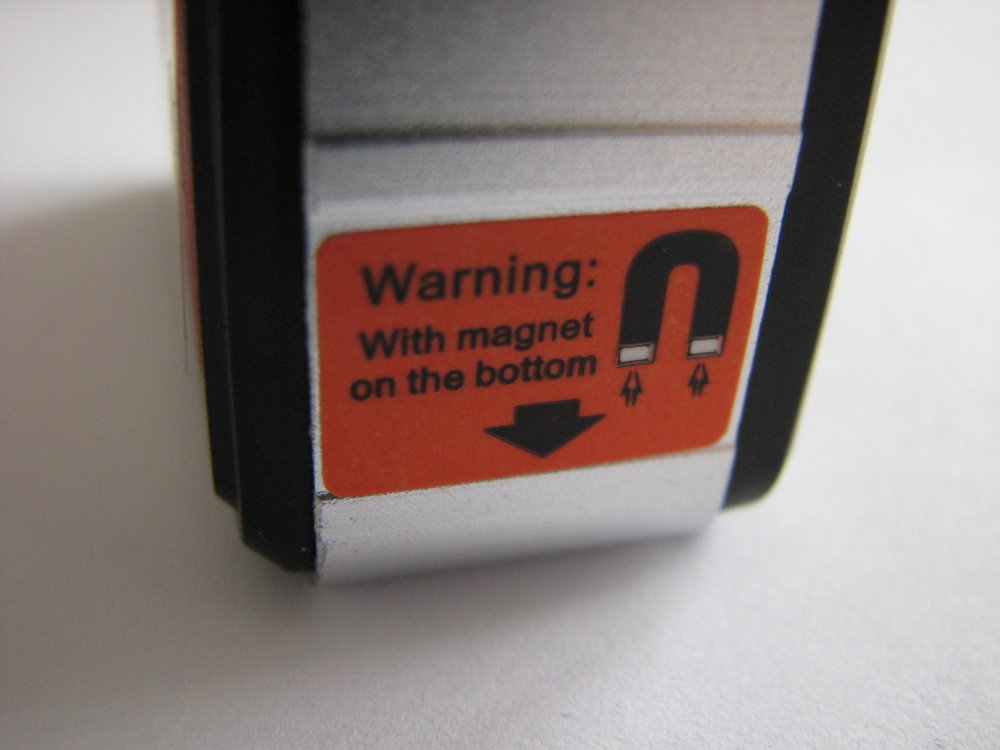 Warning:
With magnet
on the bottom